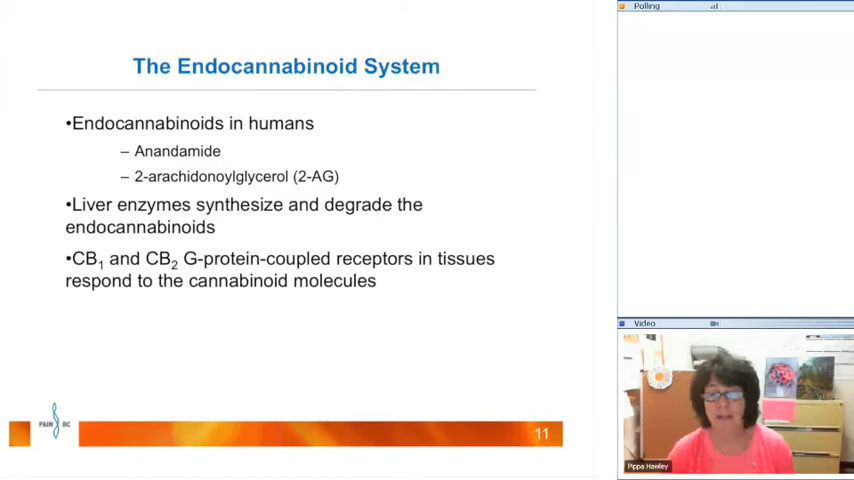 Polling
The Endocannabinoid System
•Endocannabinoids in humans
– Anandamide
– 2-arachidonoylglycerol (2-AG)
•Liver enzymes synthesize and degrade the
endocannabinoids
•CB1 and CB2 G-protein-coupled receptors in tissues
respond to the cannabinoid molecules
Video
PAIN BC
11
Pippa Hawley